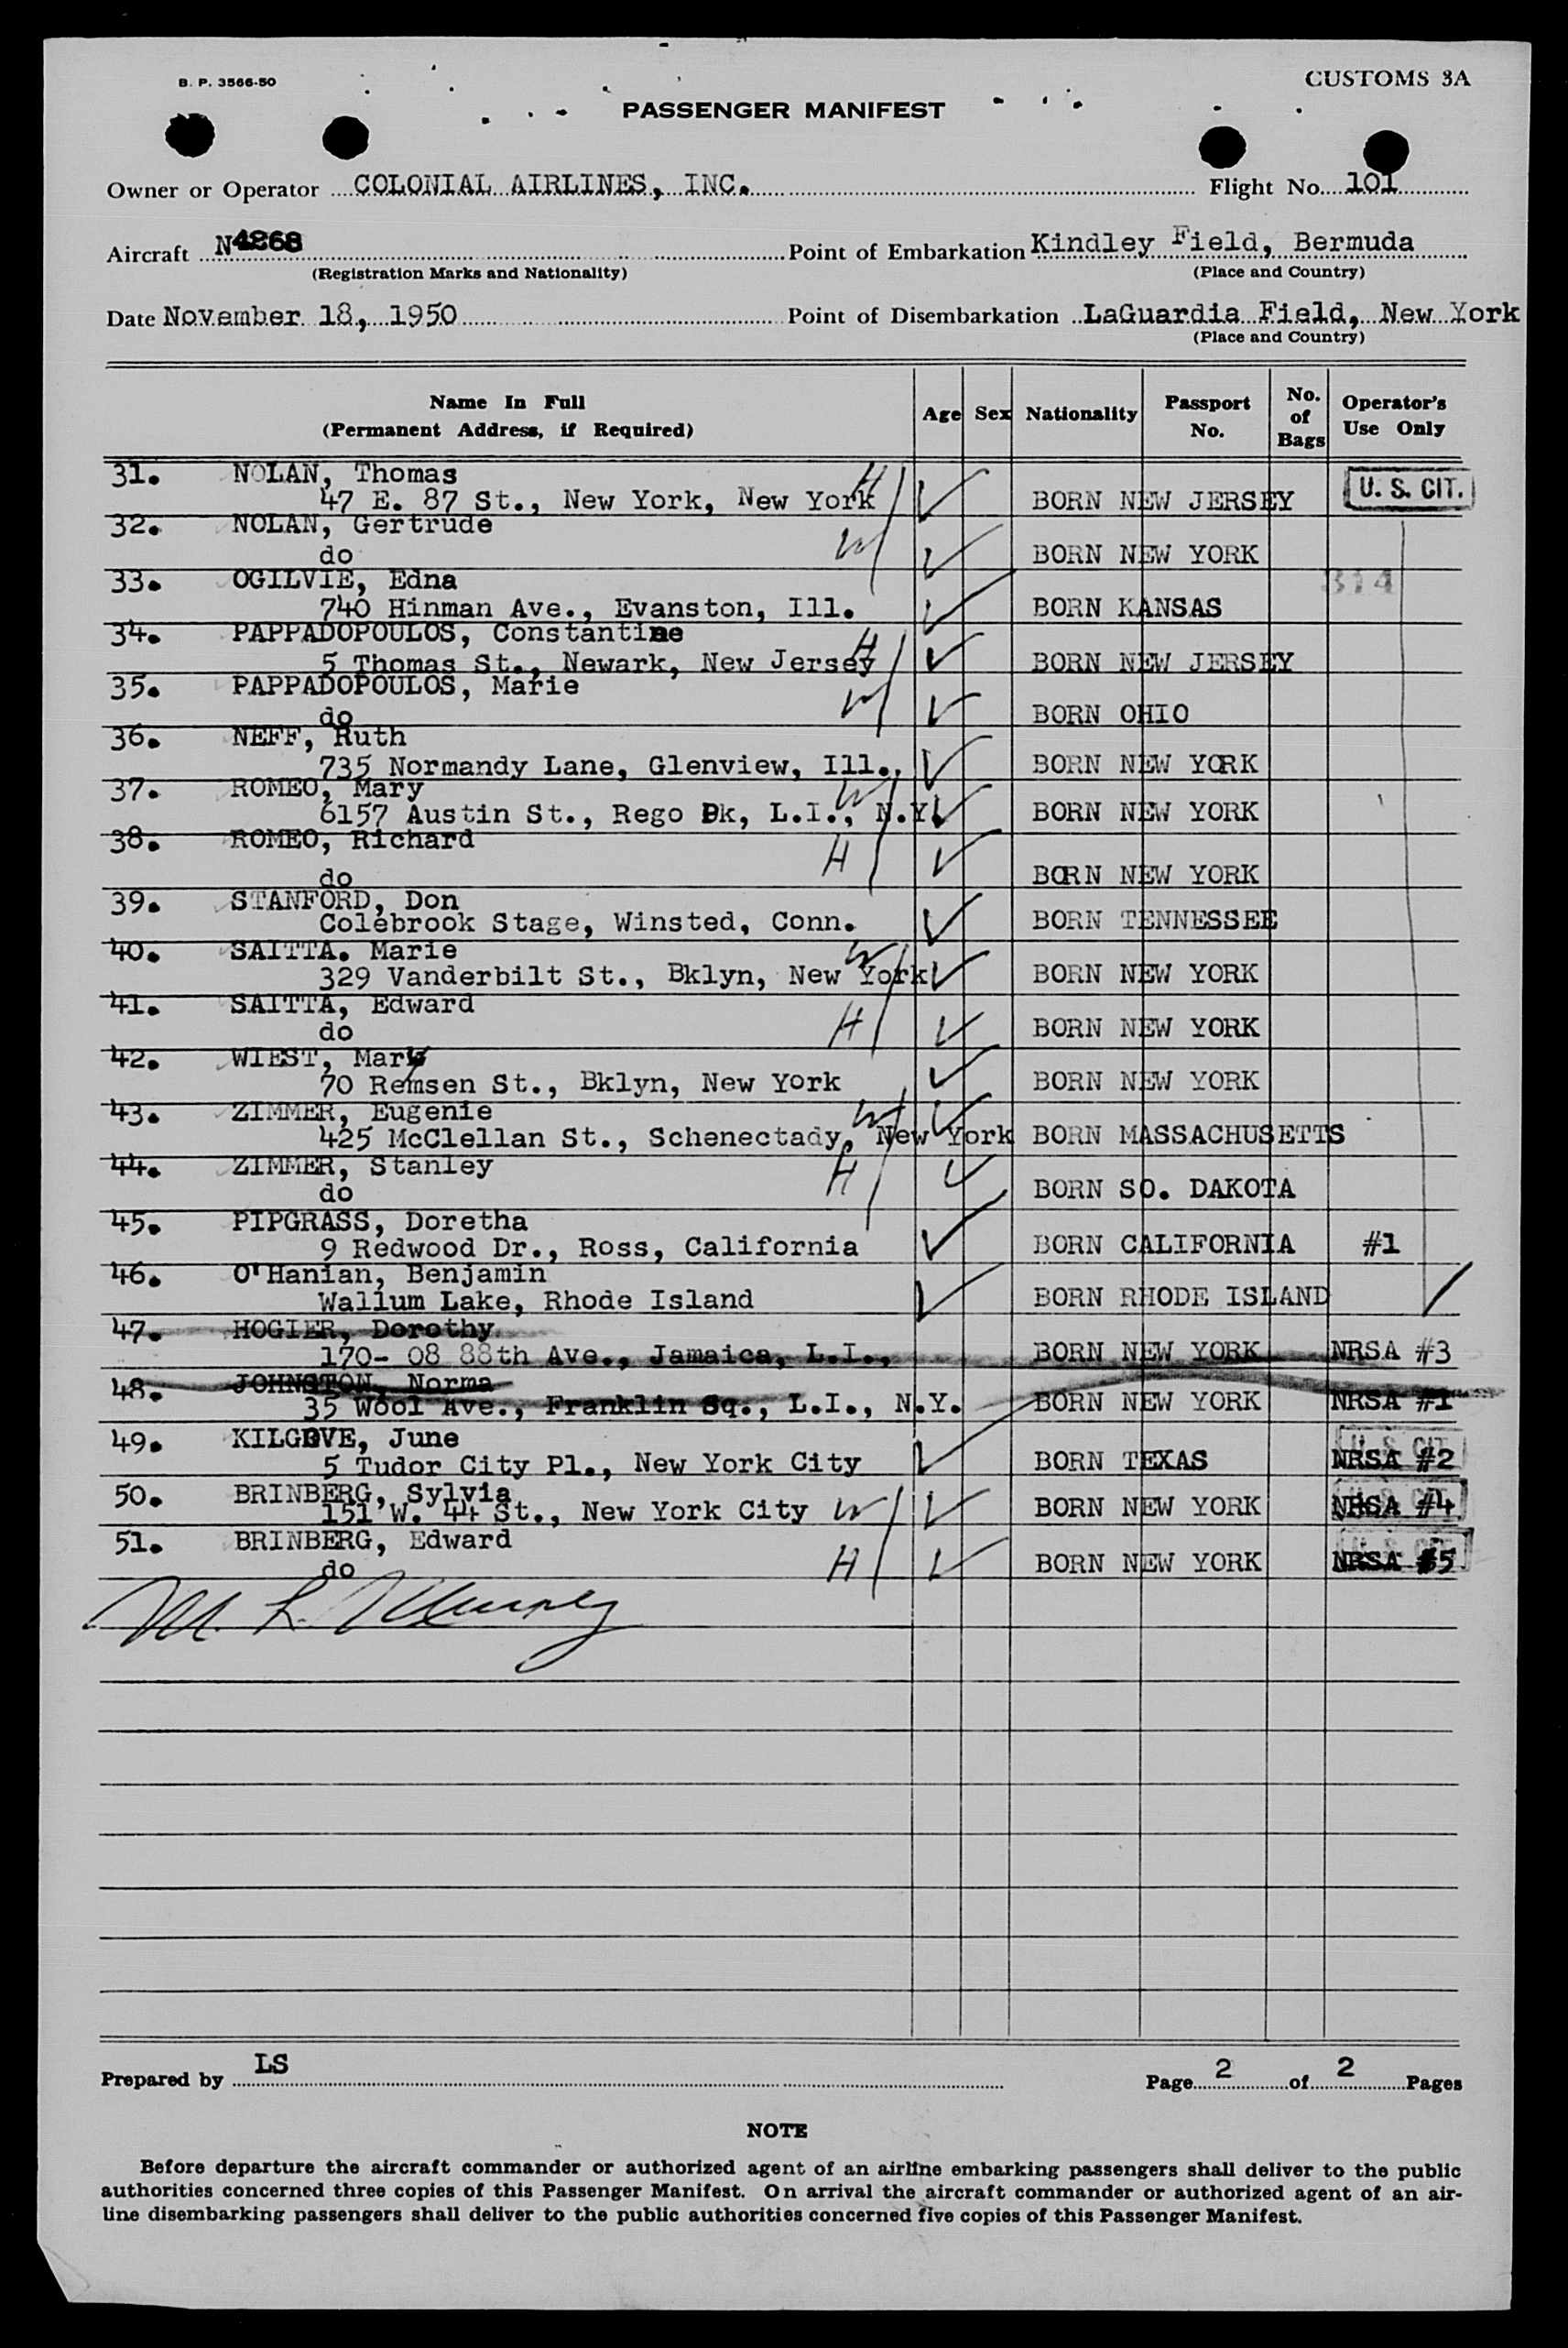 B. P. 3566-50
CUSTOMS 3A
PASSENGER MANIFEST
Owner or Operator COLONIAL AIRLINES, INC. Flight No. 101
Aircraft N4868 Point of Embarkation Kindley Field, Bermuda
(Registration Marks and Nationality) (Place and Country)
Date November 18, 1950 Point of Disembarkation LaGuardia Field, New York
(Place and Country)
Name In Full (Permanent Address, if Required) Age Sex Nationality Passport No. No. of Bags Operator's Use Only
31. NOLAN, Thomas H
47 E. 87 St., New York, New York BORN NEW JERSEY U. S. CIT.
32. NOLAN, Gertrude
do W BORN NEW YORK
33. OGILVIE, Edna 314
740 Hinman Ave., Evanston, Ill. BORN KANSAS
34. PAPPADOPOULOS, Constantine H
5 Thomas St., Newark, New Jersey BORN NEW JERSEY
35. PAPPADOPOULOS, Marie W
do BORN OHIO
36. NEFF, Ruth
735 Normandy Lane, Glenview, Ill., BORN NEW YORK
37. ROMEO, Mary W
6157 Austin St., Rego Pk, L.I., N.Y. BORN NEW YORK
38. ROMEO, Richard H
do BORN NEW YORK
39. STANFORD, Don
Colebrook Stage, Winsted, Conn. BORN TENNESSEE
40. SAITTA. Marie W
329 Vanderbilt St., Bklyn, New York BORN NEW YORK
41. SAITTA, Edward
do H BORN NEW YORK
42. WIEST, Mary
70 Remsen St., Bklyn, New York BORN NEW YORK
43. ZIMMER, Eugenie W
425 McClellan St., Schenectady, New York BORN MASSACHUSETTS
44. ZIMMER, Stanley H
do BORN SO. DAKOTA
45. PIPGRASS, Doretha
9 Redwood Dr., Ross, California BORN CALIFORNIA #1
46. O'Hanian, Benjamin
Wallum Lake, Rhode Island BORN RHODE ISLAND
47. HOGIER, Dorothy
170- 08 88th Ave., Jamaica, L.I., BORN NEW YORK NRSA #3
48. JOHNSTON, Norma
35 Wool Ave., Franklin Sq., L.I., N.Y. BORN NEW YORK NRSA #1
49. KILGOVE, June U. S. CIT.
5 Tudor City Pl., New York City BORN TEXAS NRSA #2
50. BRINBERG, Sylvia U. S. CIT.
151 W. 44 St., New York City W BORN NEW YORK NRSA #4
51. BRINBERG, Edward U. S. CIT.
do H BORN NEW YORK NRSA #5
M. L.
Prepared by LS Page 2 of 2 Pages
NOTE
Before departure the aircraft commander or authorized agent of an airline embarking passengers shall deliver to the public
authorities concerned three copies of this Passenger Manifest. On arrival the aircraft commander or authorized agent of an air-
line disembarking passengers shall deliver to the public authorities concerned five copies of this Passenger Manifest.